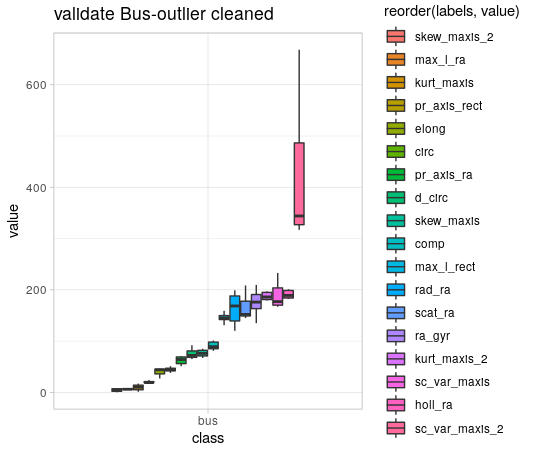 validate Bus-outlier cleaned
value
600
400
200
0
bus
class
reorder(labels, value)
skew_maxis_2
max_l_ra
kurt_maxis
pr_axis_rect
elong
circ
pr_axis_ra
d_circ
skew_maxis
comp
max_l_rect
rad_ra
scat_ra
ra_gyr
kurt_maxis_2
sc_var_maxis
holl_ra
sc_var_maxis_2